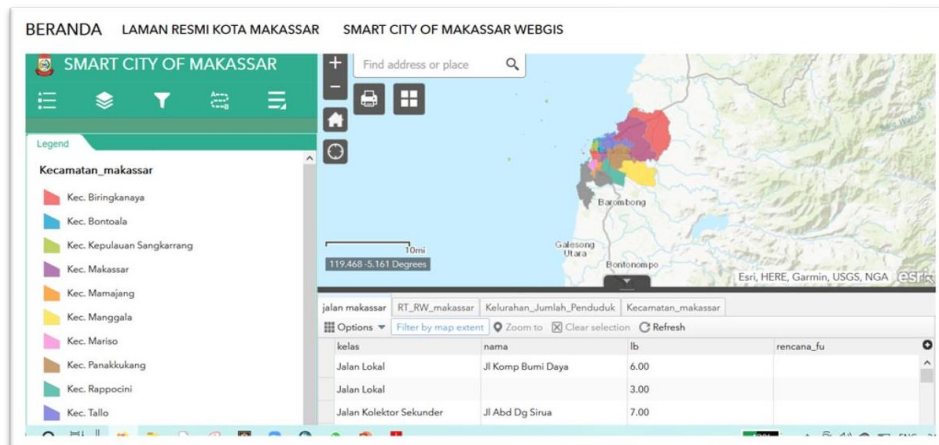 BERANDA LAMAN RESMI KOTA MAKASSAR SMART CITY OF MAKASSAR WEBGIS
SMART CITY OF MAKASSAR
Legend
Kecamatan_makassar
Kec. Biringkanaya
Kec. Bontoala
Kec. Kepulauan Sangkarrang
Kec. Makassar
Kec. Mamajang
Kec. Manggala
Kec. Mariso
Kec. Panakkukang
Kec. Rappocini
Kec. Tallo
+ Find address or place
−
Barombong
Galesong
Utara
Bontonompo
10mi
119.468 -5.161 Degrees
Esri, HERE, Garmin, USGS, NGA esri
jalan makassar RT_RW_makassar Kelurahan_Jumlah_Penduduk Kecamatan_makassar
Options Filter by map extent Zoom to Clear selection Refresh
kelas nama lb rencana_fu
Jalan Lokal Jl Komp Bumi Daya 6.00
Jalan Lokal 3.00
Jalan Kolektor Sekunder Jl Abd Dg Sirua 7.00